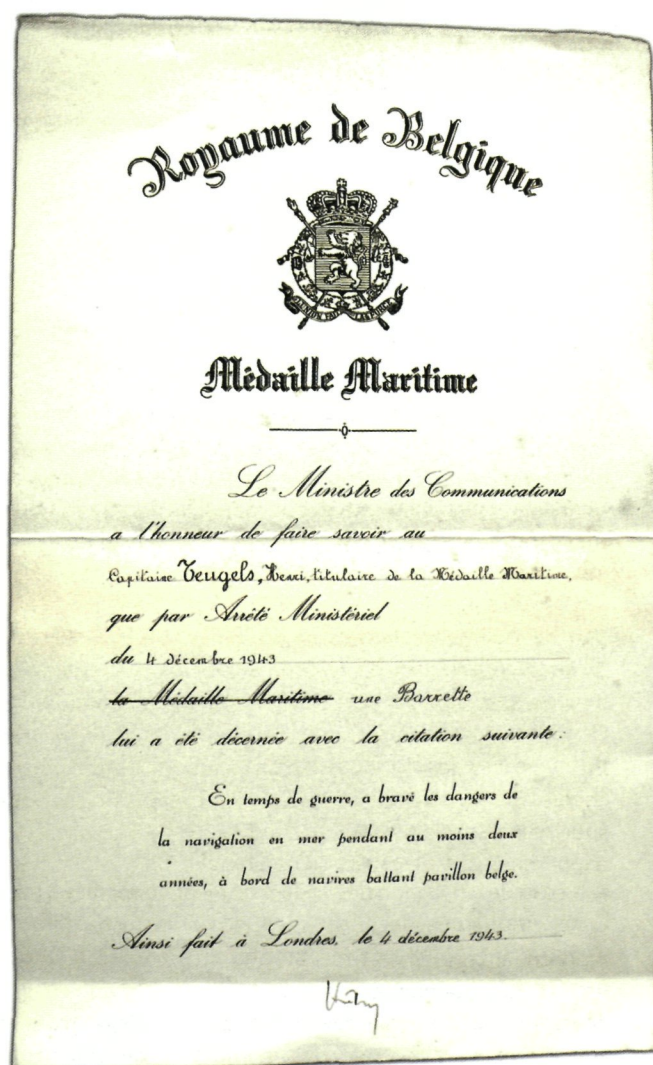 Royaume de Belgique
Médaille Maritime
Le Ministre des Communications
a l'honneur de faire savoir au
Capitaine Teugels, Henri, titulaire de la Médaille Maritime,
que par Arrêté Ministériel
du 4 décembre 1943
la Médaille Maritime une Barrette
lui a été décernée avec la citation suivante :
En temps de guerre, a bravé les dangers de
la navigation en mer pendant au moins deux
années, à bord de navires battant pavillon belge.
Ainsi fait à Londres, le 4 décembre 1943.